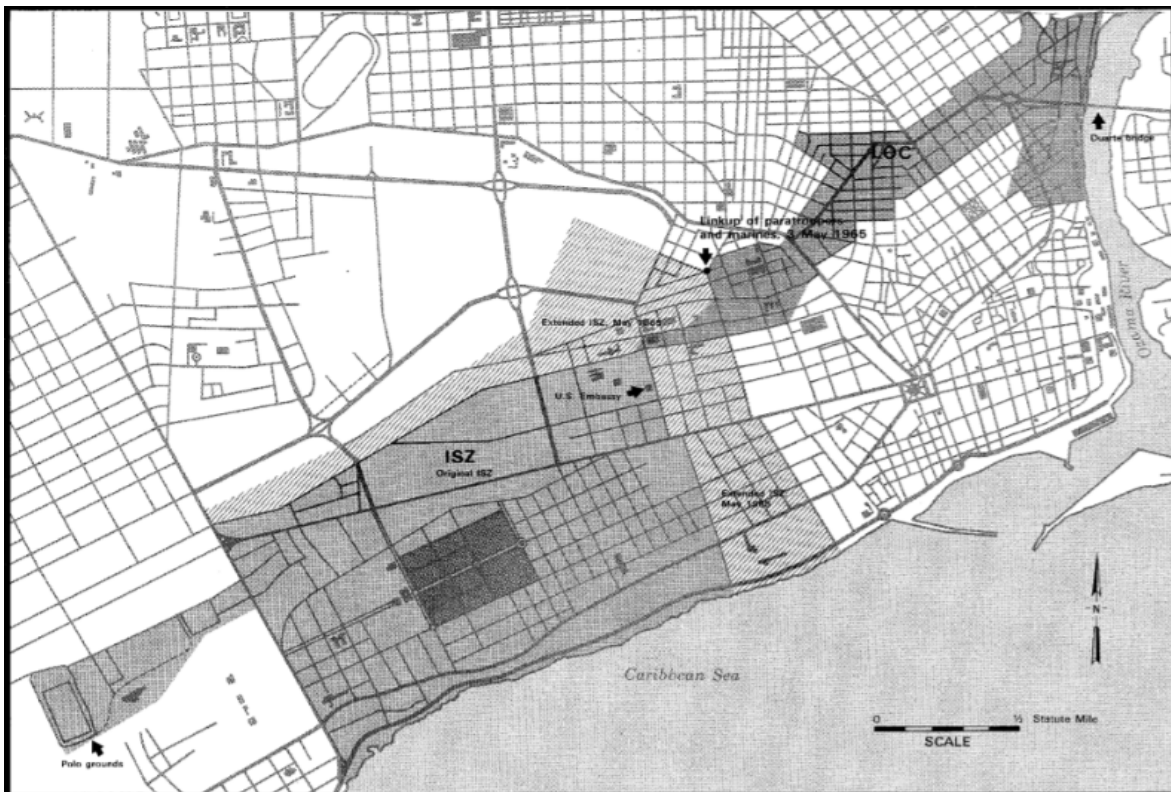 LOC
Duarte bridge
Linkup of paratroopers
and marines, 3 May 1965
Ozama River
Extended ISZ, May 1965
U.S. Embassy
ISZ
Original ISZ
Extended ISZ
May 1965
N
Caribbean Sea
0 ½ Statute Mile
SCALE
Polo grounds